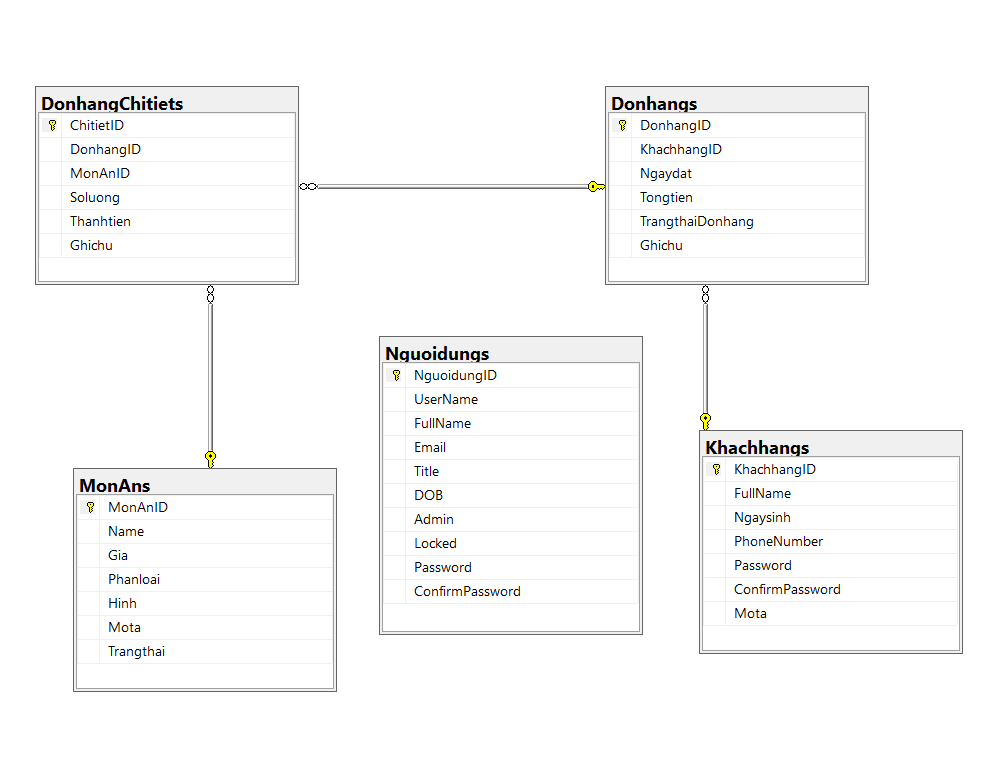 DonhangChitiets
ChitietID
DonhangID
MonAnID
Soluong
Thanhtien
Ghichu
Donhangs
DonhangID
KhachhangID
Ngaydat
Tongtien
TrangthaiDonhang
Ghichu
Nguoidungs
NguoidungID
UserName
FullName
Email
Title
DOB
Admin
Locked
Password
ConfirmPassword
MonAns
MonAnID
Name
Gia
Phanloai
Hinh
Mota
Trangthai
Khachhangs
KhachhangID
FullName
Ngaysinh
PhoneNumber
Password
ConfirmPassword
Mota